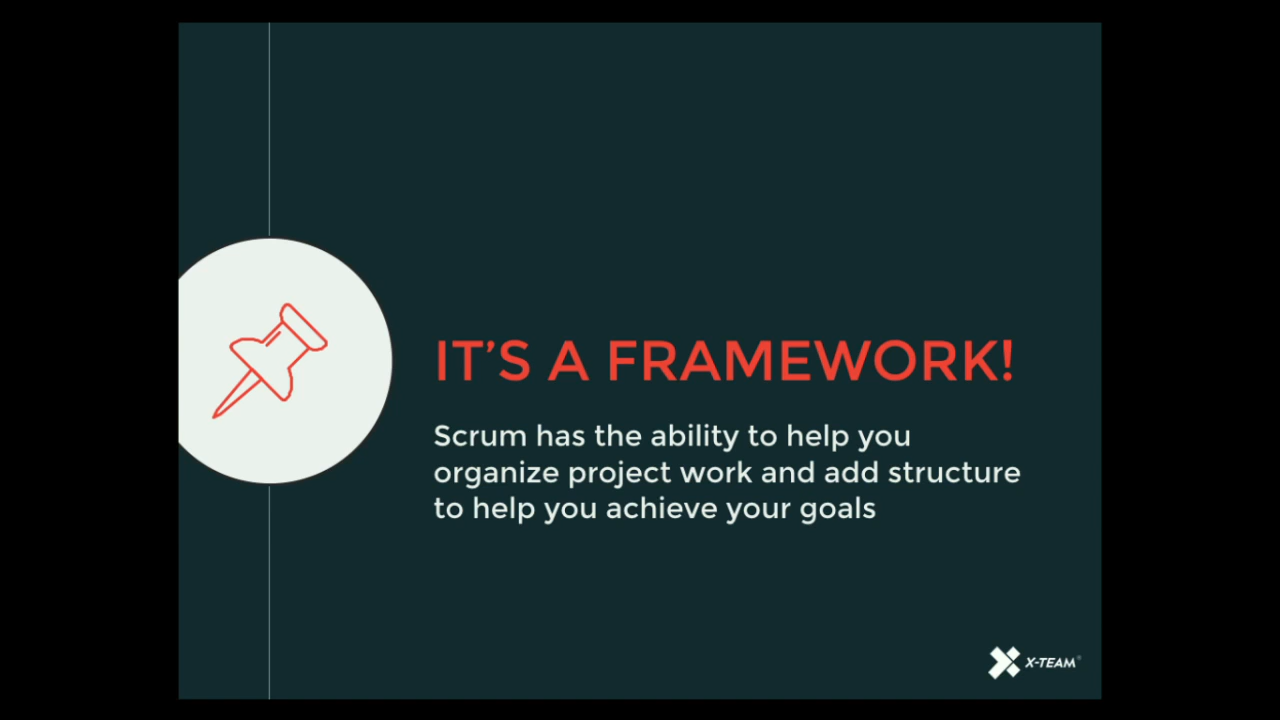 IT’S A FRAMEWORK!
Scrum has the ability to help you
organize project work and add structure
to help you achieve your goals
X-TEAM®